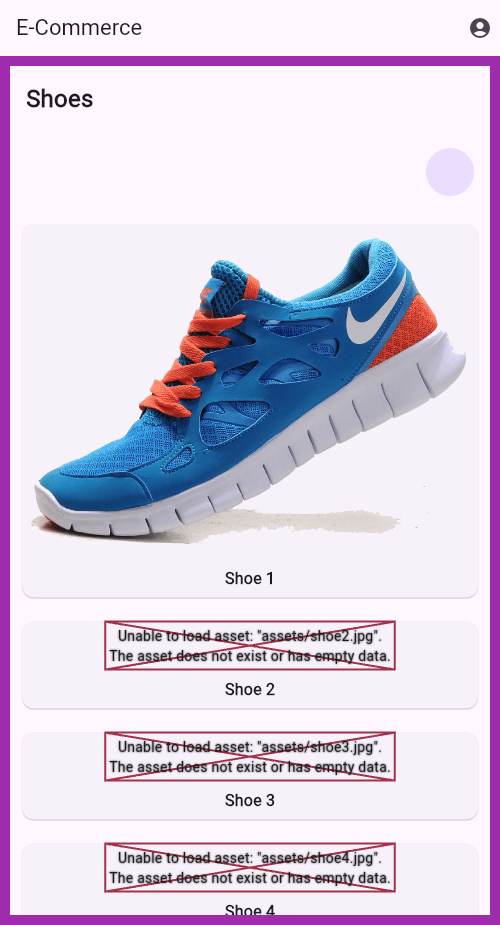 E-Commerce
Shoes
Shoe 1
Unable to load asset: "assets/shoe2.jpg".
The asset does not exist or has empty data.
Shoe 2
Unable to load asset: "assets/shoe3.jpg".
The asset does not exist or has empty data.
Shoe 3
Unable to load asset: "assets/shoe4.jpg".
The asset does not exist or has empty data.
Shoe 4